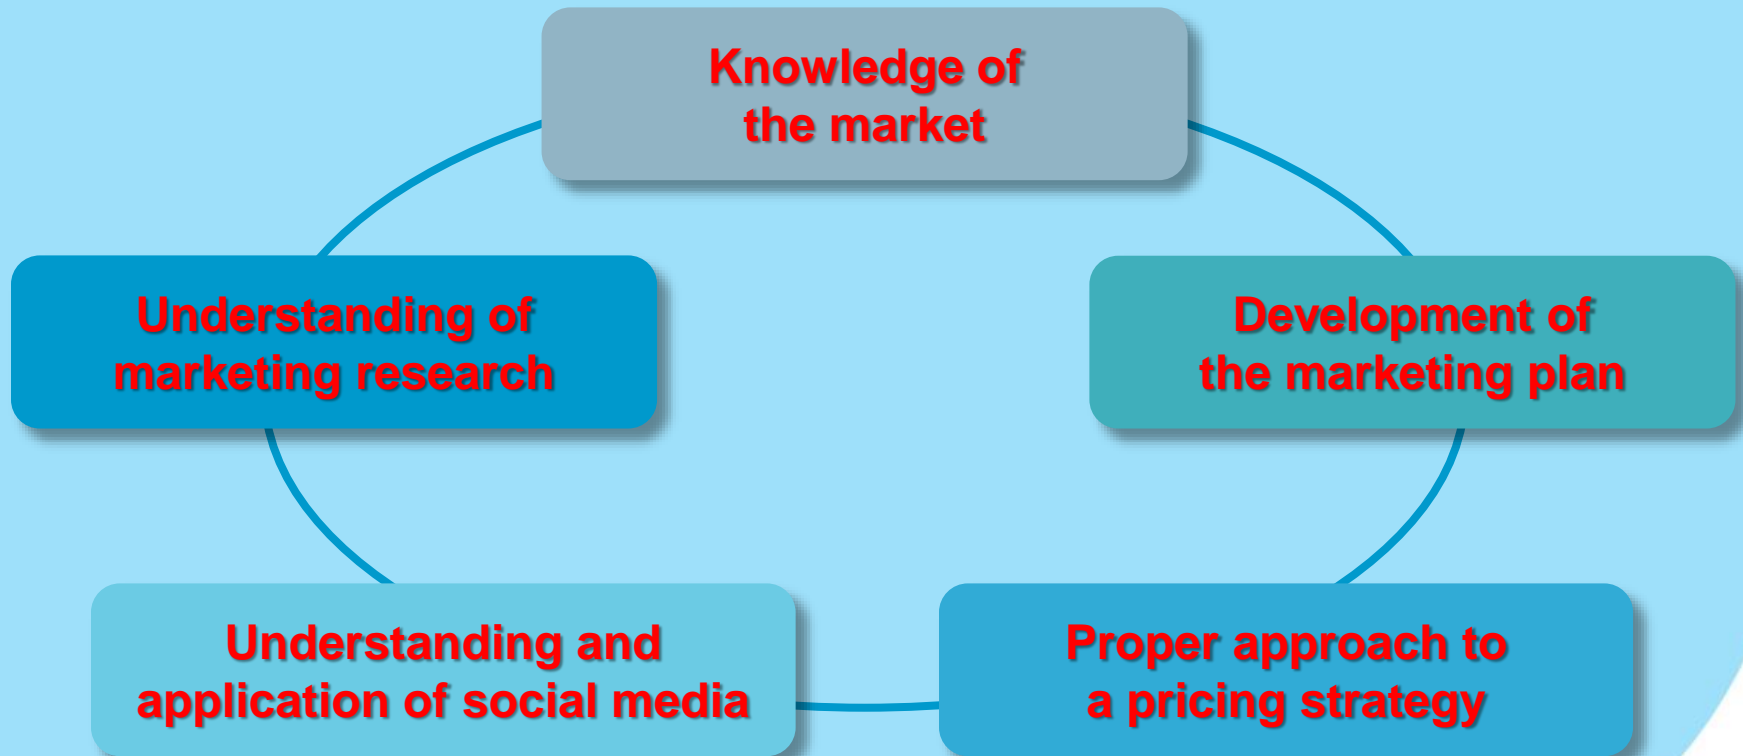 Knowledge of
the market
Understanding of
marketing research
Development of
the marketing plan
Understanding and
application of social media
Proper approach to
a pricing strategy